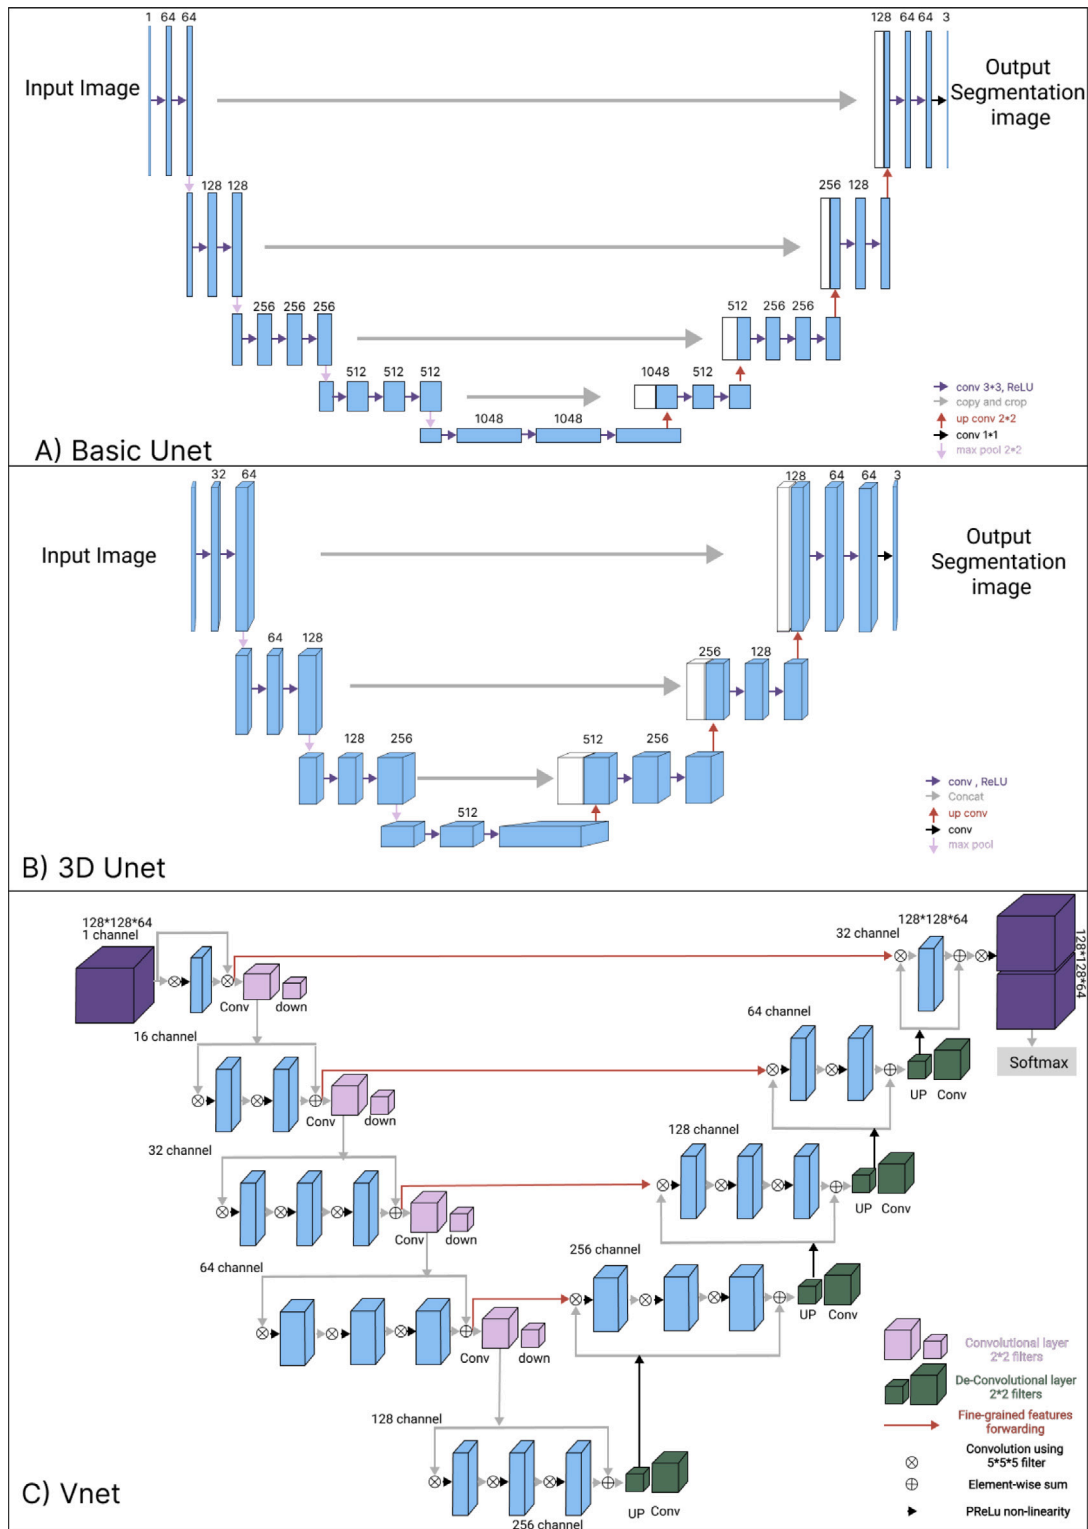 1 64 64
128 64 64 3
Input Image
Output
Segmentation
image
128 128
256 128
256 256 256
512 256 256
512 512 512
1048 512
1048 1048
conv 3*3, ReLU
copy and crop
up conv 2*2
conv 1*1
max pool 2*2
A) Basic Unet
32 64
128 64 64 3
Input Image
Output
Segmentation
image
64 128
256 128
128 256
512 256
512
conv , ReLU
Concat
up conv
conv
max pool
B) 3D Unet
128*128*64
1 channel
Conv down
128*128*64
32 channel
128*128*64
Softmax
16 channel
Conv down
64 channel
UP Conv
32 channel
Conv down
128 channel
UP Conv
64 channel
Conv down
256 channel
UP Conv
128 channel
UP Conv
256 channel
Convolutional layer
2*2 filters
De-Convolutional layer
2*2 filters
Fine-grained features
forwarding
Convolution using
5*5*5 filter
Element-wise sum
PReLu non-linearity
C) Vnet